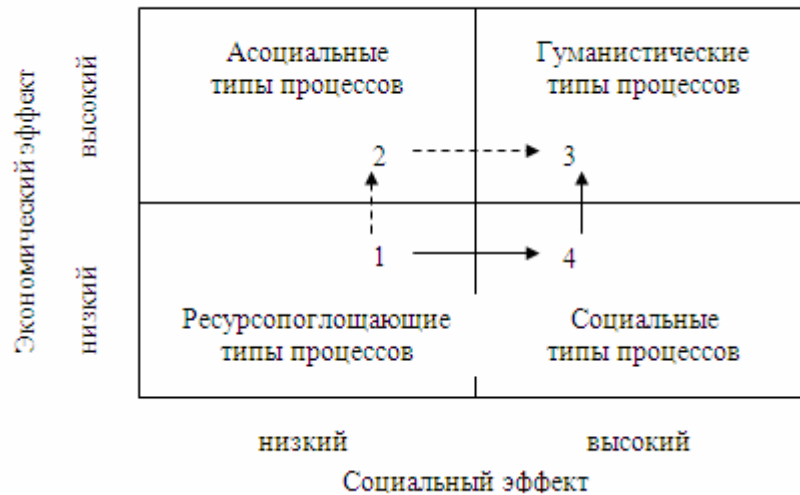 Экономический эффект
высокий
низкий
Асоциальные
типы процессов
Гуманистические
типы процессов
2
3
1
4
Ресурсопоглощающие
типы процессов
Социальные
типы процессов
низкий
высокий
Социальный эффект